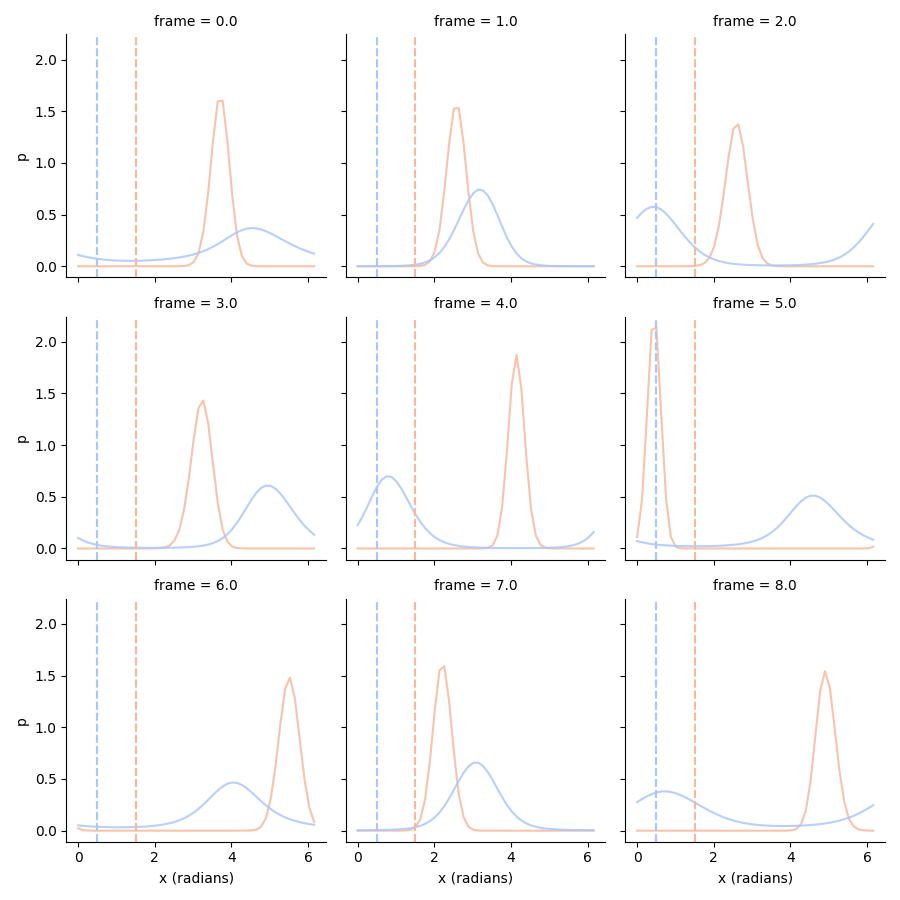 frame = 0.0
frame = 1.0
frame = 2.0
2.0
1.5
1.0
0.5
0.0
p
frame = 3.0
frame = 4.0
frame = 5.0
2.0
1.5
1.0
0.5
0.0
p
frame = 6.0
frame = 7.0
frame = 8.0
2.0
1.5
1.0
0.5
0.0
p
0 2 4 6
0 2 4 6
0 2 4 6
x (radians)
x (radians)
x (radians)